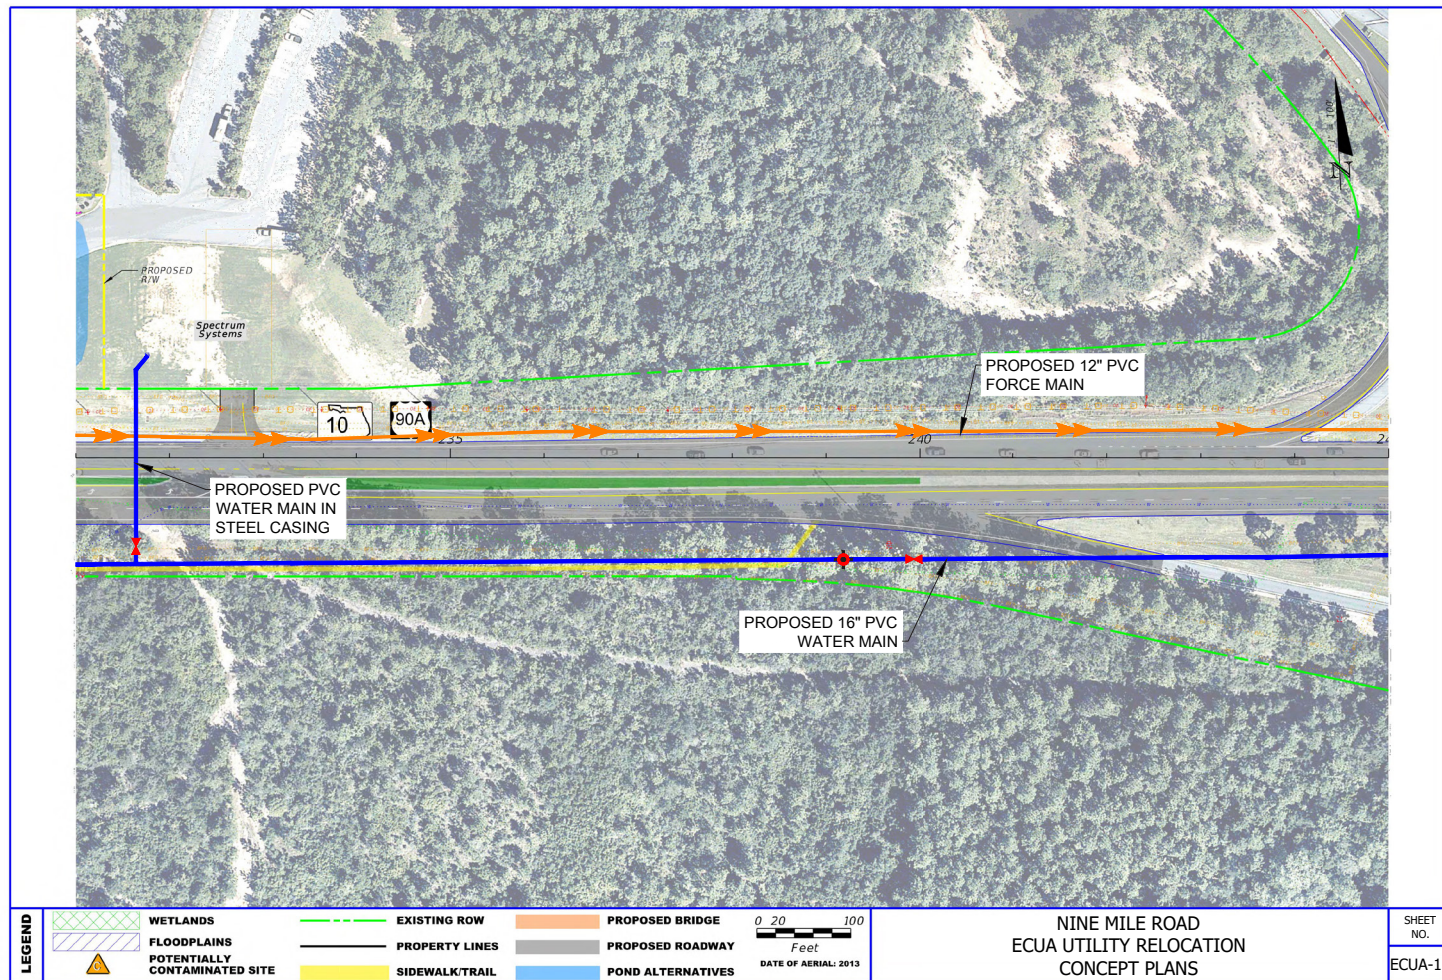 1" = 100'
N
PROPOSED
R/W
Spectrum
Systems
PROPOSED 12" PVC
FORCE MAIN
10
90A
235
240
24
PROPOSED PVC
WATER MAIN IN
STEEL CASING
PROPOSED 16" PVC
WATER MAIN
LEGEND
WETLANDS
FLOODPLAINS
POTENTIALLY
CONTAMINATED SITE
EXISTING ROW
PROPERTY LINES
SIDEWALK/TRAIL
PROPOSED BRIDGE
PROPOSED ROADWAY
POND ALTERNATIVES
0 20 100
Feet
DATE OF AERIAL: 2013
NINE MILE ROAD
ECUA UTILITY RELOCATION
CONCEPT PLANS
SHEET
NO.
ECUA-1